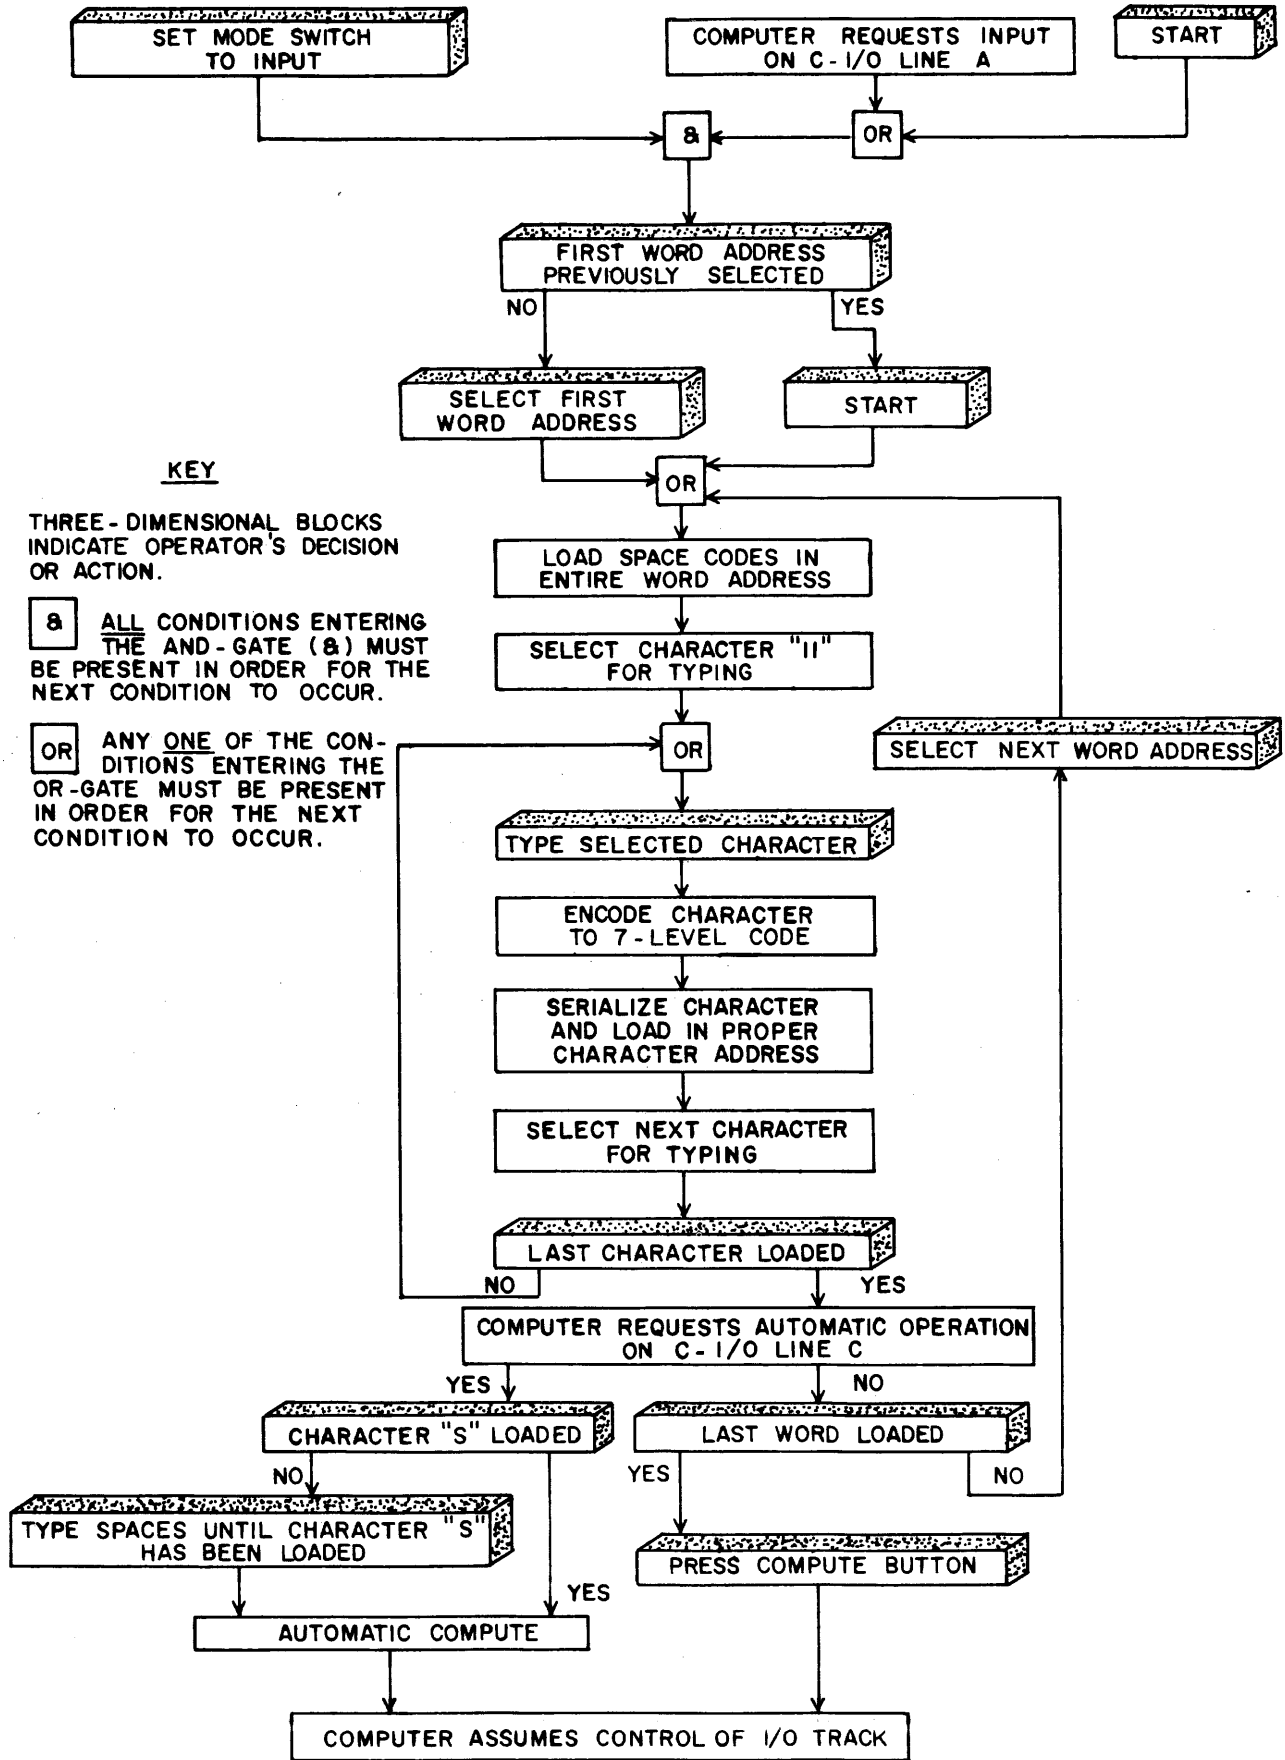 SET MODE SWITCH
TO INPUT
COMPUTER REQUESTS INPUT
ON C-I/O LINE A
START
&
OR
FIRST WORD ADDRESS
PREVIOUSLY SELECTED
NO
YES
SELECT FIRST
WORD ADDRESS
START
OR
KEY
THREE-DIMENSIONAL BLOCKS
INDICATE OPERATOR'S DECISION
OR ACTION.
& ALL CONDITIONS ENTERING
THE AND-GATE (&) MUST
BE PRESENT IN ORDER FOR THE
NEXT CONDITION TO OCCUR.
OR ANY ONE OF THE CON-
DITIONS ENTERING THE
OR-GATE MUST BE PRESENT
IN ORDER FOR THE NEXT
CONDITION TO OCCUR.
LOAD SPACE CODES IN
ENTIRE WORD ADDRESS
SELECT CHARACTER "11"
FOR TYPING
OR
SELECT NEXT WORD ADDRESS
TYPE SELECTED CHARACTER
ENCODE CHARACTER
TO 7-LEVEL CODE
SERIALIZE CHARACTER
AND LOAD IN PROPER
CHARACTER ADDRESS
SELECT NEXT CHARACTER
FOR TYPING
LAST CHARACTER LOADED
NO
YES
COMPUTER REQUESTS AUTOMATIC OPERATION
ON C-I/O LINE C
YES
NO
CHARACTER "S" LOADED
LAST WORD LOADED
NO
YES
NO
TYPE SPACES UNTIL CHARACTER "S"
HAS BEEN LOADED
PRESS COMPUTE BUTTON
YES
AUTOMATIC COMPUTE
COMPUTER ASSUMES CONTROL OF I/O TRACK